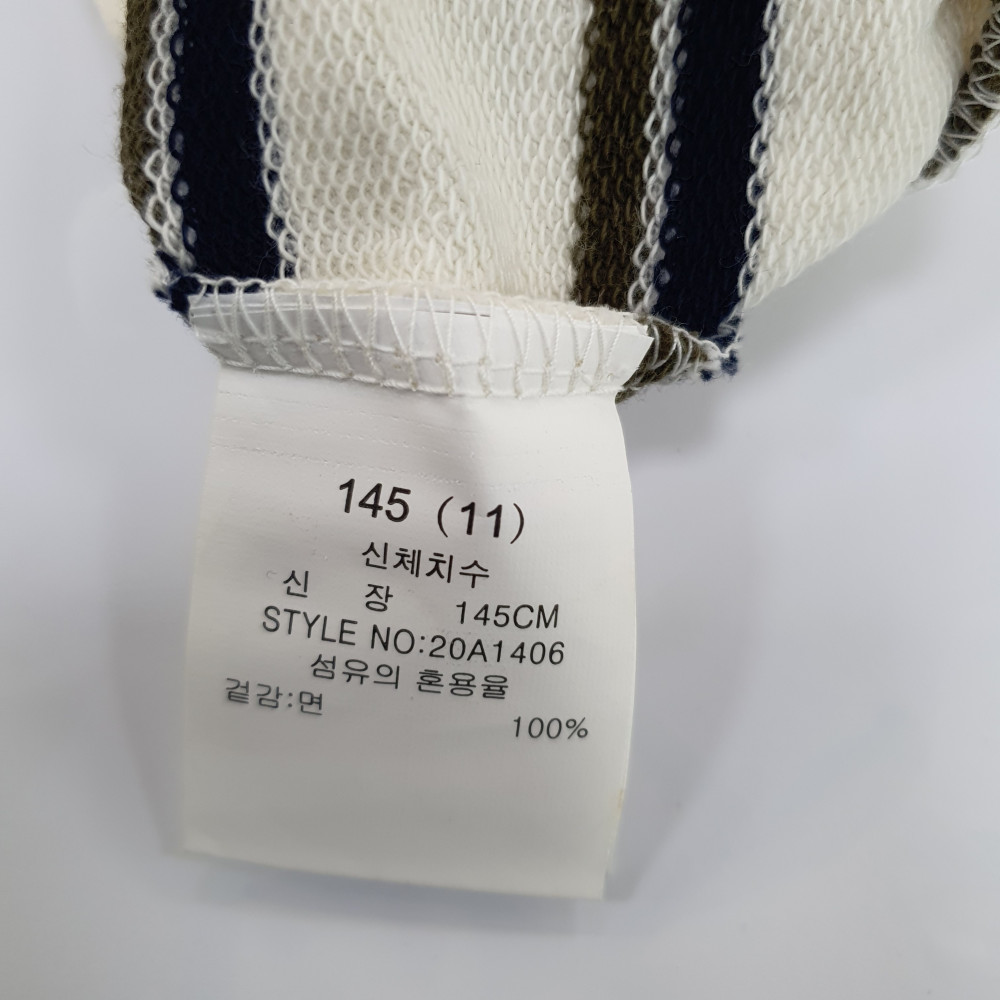 145 (11)
신체치수
신 장 145CM
STYLE NO:20A1406
섬유의 혼용율
겉감:면 100%